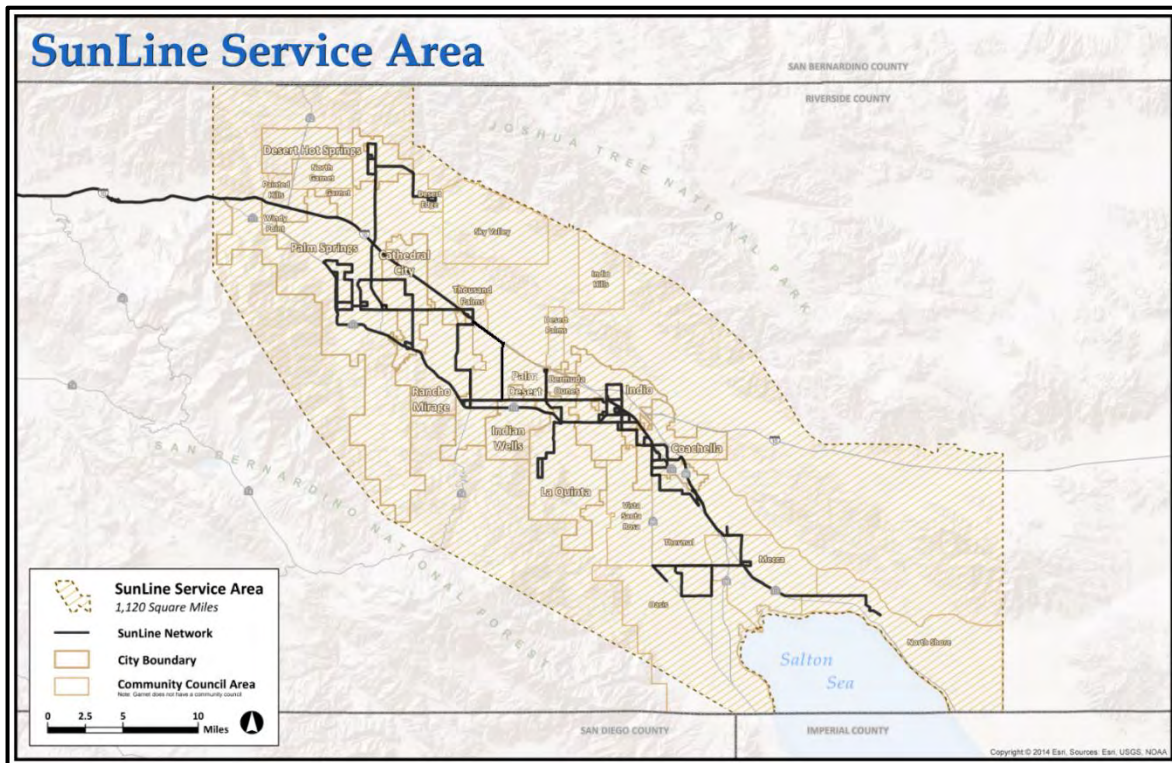 SunLine Service Area
SAN BERNARDINO COUNTY
RIVERSIDE COUNTY
JOSHUA TREE NATIONAL PARK
Desert Hot Springs
North
Garnet
Painted
Hills
Garnet
Desert
Edge
Windy
Point
Sky Valley
Palm Springs
Cathedral
City
Indio
Hills
Thousand
Palms
Desert
Palms
Palm
Desert
Bermuda
Dunes
Rancho
Mirage
Indio
Indian
Wells
Coachella
La Quinta
Vista
Santa
Rosa
Thermal
Mecca
Oasis
North Shore
SAN BERNARDINO NATIONAL FOREST
Salton
Sea
SunLine Service Area
1,120 Square Miles
SunLine Network
City Boundary
Community Council Area
Note: Garnet does not have a community council
0 2.5 5 10
Miles
SAN DIEGO COUNTY
IMPERIAL COUNTY
Copyright © 2014 Esri, Sources: Esri, USGS, NOAA